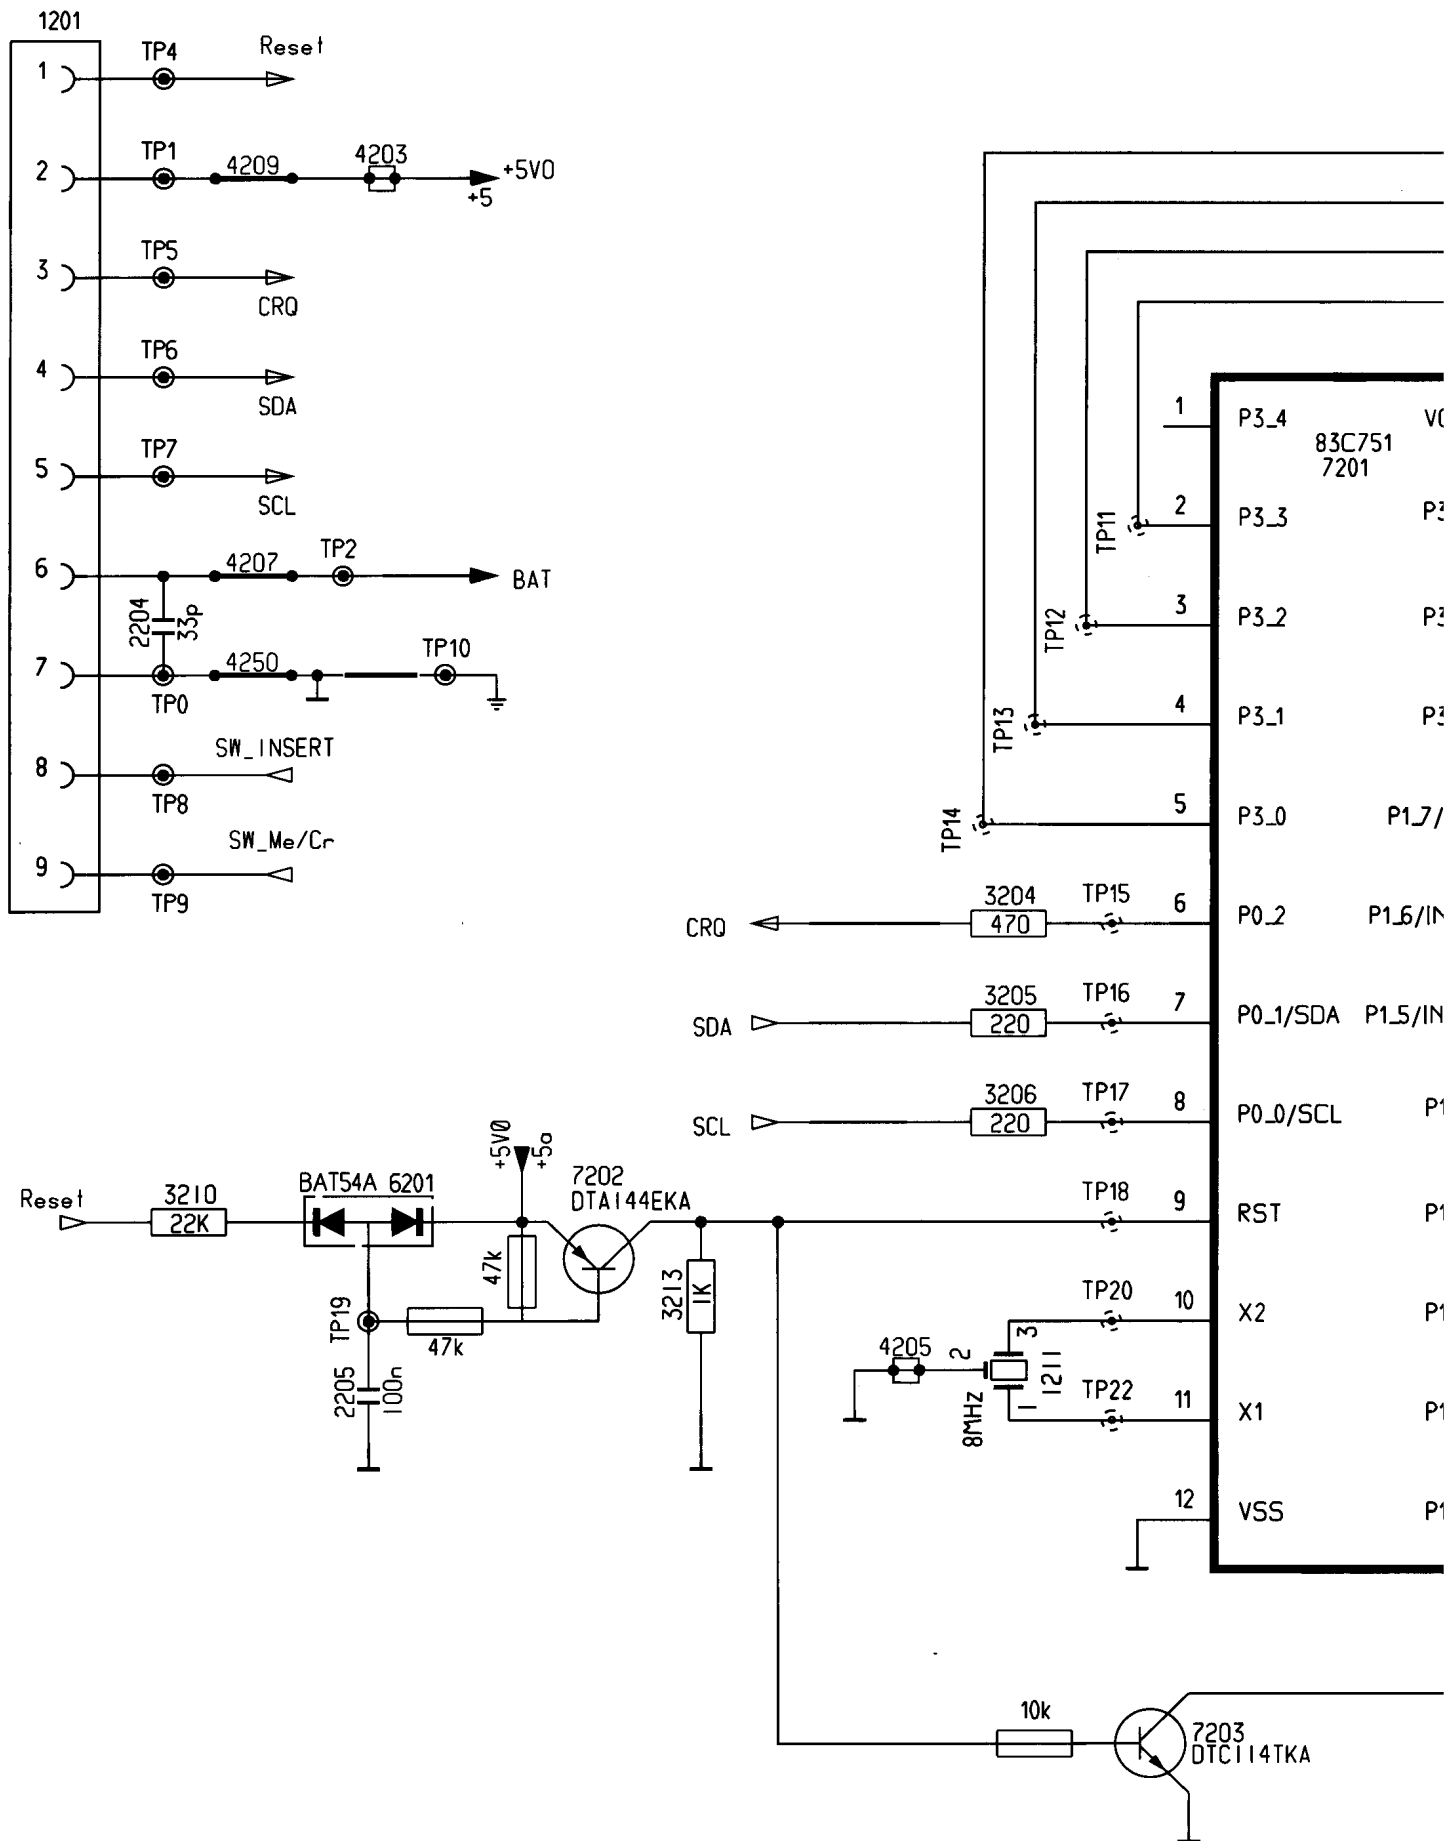 1201
1
TP4
Reset
2
TP1
4209
4203
+5V0
+5
3
TP5
CRQ
4
TP6
SDA
5
TP7
SCL
6
4207
TP2
BAT
2204
33p
7
TP0
4250
TP10
8
SW_INSERT
TP8
9
SW_Me/Cr
TP9
83C751
7201
1
P3_4
2
P3_3
TP11
3
P3_2
TP12
4
P3_1
TP13
5
P3_0
P1_7/
TP14
CRQ
3204
470
TP15
6
P0_2
P1_6/IN
SDA
3205
220
TP16
7
P0_1/SDA
P1_5/IN
SCL
3206
220
TP17
8
P0_0/SCL
P1
Reset
3210
22K
BAT54A 6201
+5V0
+5a
7202
DTA144EKA
47k
TP19
47k
2205
100n
3213
1K
TP18
9
RST
P1
TP20
10
X2
P1
4205
2
3
1211
1
8MHz
TP22
11
X1
P1
12
VSS
P1
10k
7203
DTC114TKA